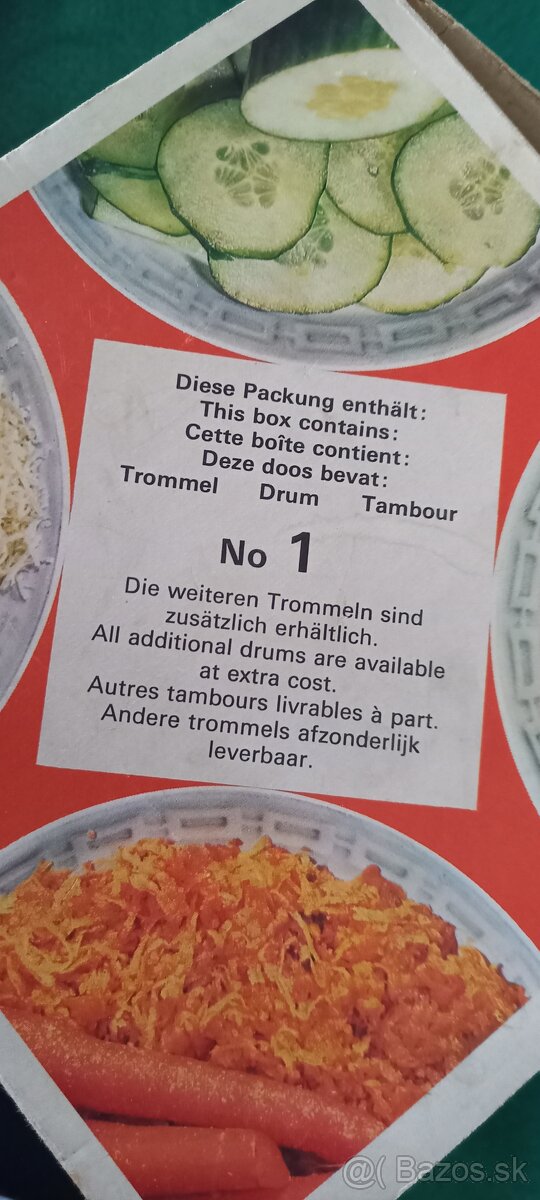 Diese Packung enthält:
This box contains:
Cette boîte contient:
Deze doos bevat:
Trommel Drum Tambour
No 1
Die weiteren Trommeln sind
zusätzlich erhältlich.
All additional drums are available
at extra cost.
Autres tambours livrables à part.
Andere trommels afzonderlijk
leverbaar.
@( Bazos.sk